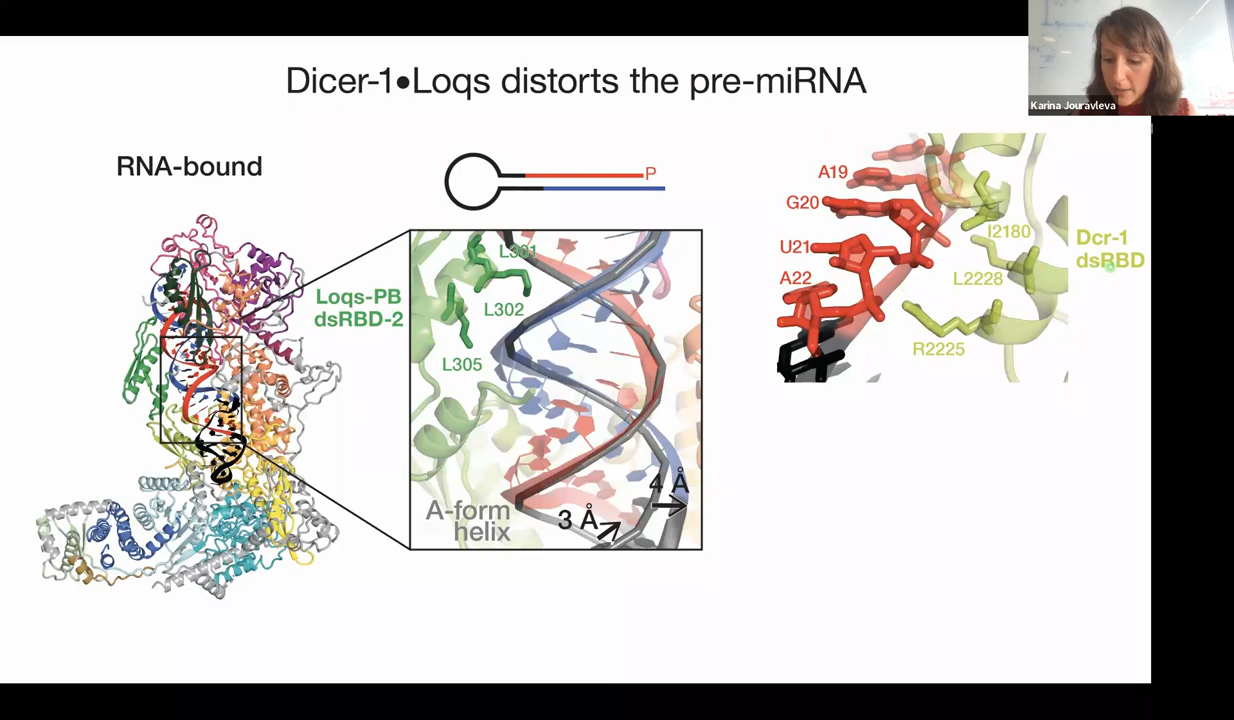 Dicer-1•Loqs distorts the pre-miRNA
Karina Jouravleva
RNA-bound
P
Loqs-PB
dsRBD-2
L301
L302
L305
A-form
helix
3 Å
4 Å
A19
G20
U21
A22
I2180
L2228
R2225
Dcr-1
dsRBD